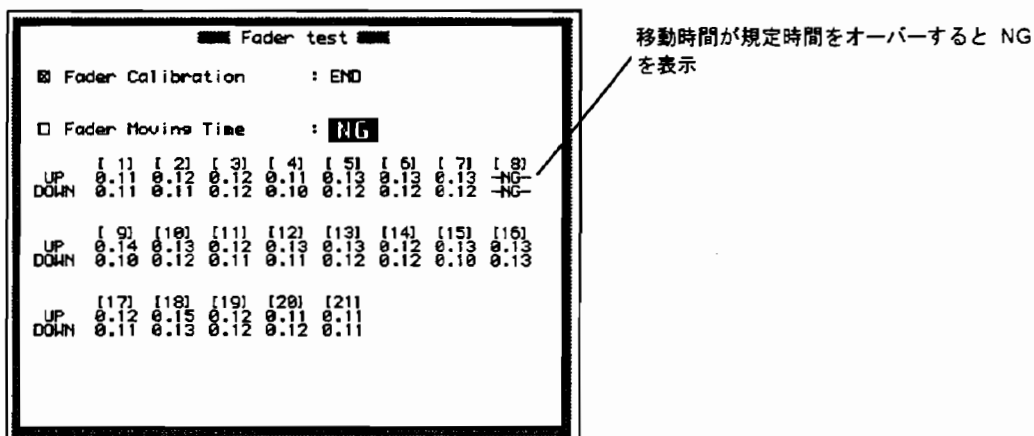 Fader test
Fader Calibration : END
Fader Moving Time : NG
[ 1] [ 2] [ 3] [ 4] [ 5] [ 6] [ 7] [ 8]
UP 0.11 0.12 0.12 0.11 0.13 0.13 0.13 -NG-
DOWN 0.11 0.11 0.12 0.10 0.12 0.12 0.12 -NG-
[ 9] [10] [11] [12] [13] [14] [15] [16]
UP 0.14 0.13 0.12 0.13 0.13 0.12 0.13 0.13
DOWN 0.10 0.12 0.11 0.11 0.12 0.12 0.10 0.13
[17] [18] [19] [20] [21]
UP 0.12 0.15 0.12 0.11 0.11
DOWN 0.11 0.13 0.12 0.12 0.11
移動時間が規定時間をオーバーすると NG
を表示